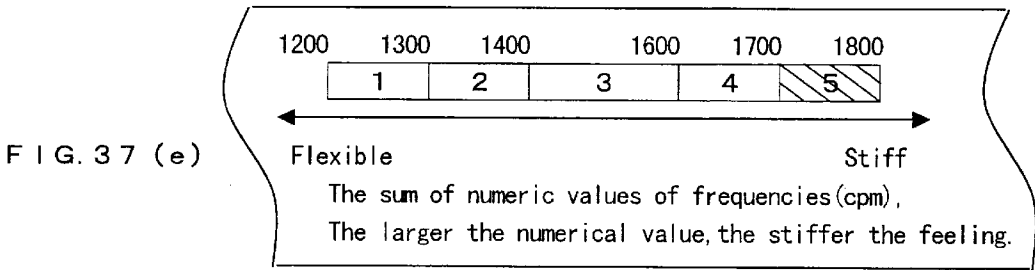 1200 1300 1400 1600 1700 1800
1 2 3 4 5
FIG.37 (e)
Flexible Stiff
The sum of numeric values of frequencies(cpm),
The larger the numerical value, the stiffer the feeling.